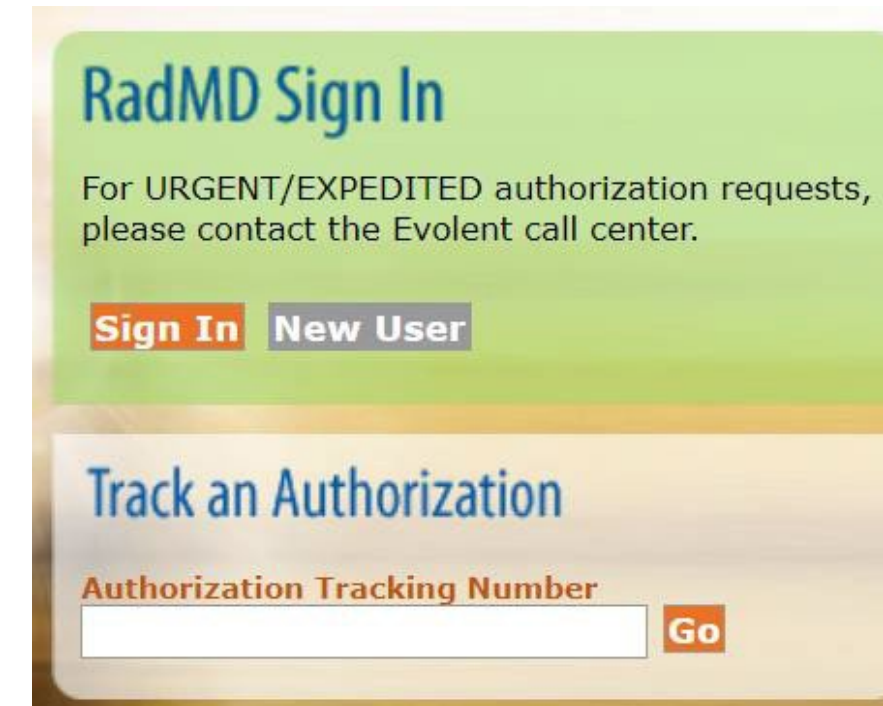 RadMD Sign In
For URGENT/EXPEDITED authorization requests,
please contact the Evolent call center.
Sign In New User
Track an Authorization
Authorization Tracking Number
Go